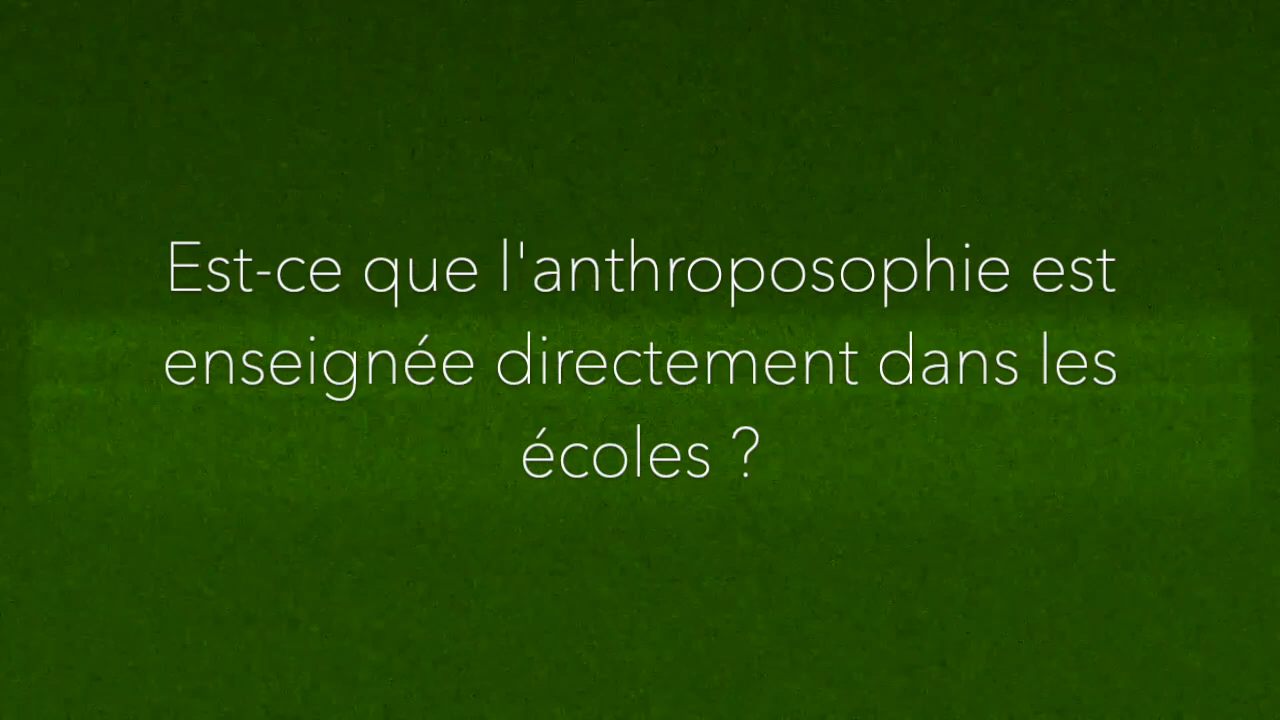 Est-ce que l'anthroposophie est
enseignée directement dans les
écoles ?